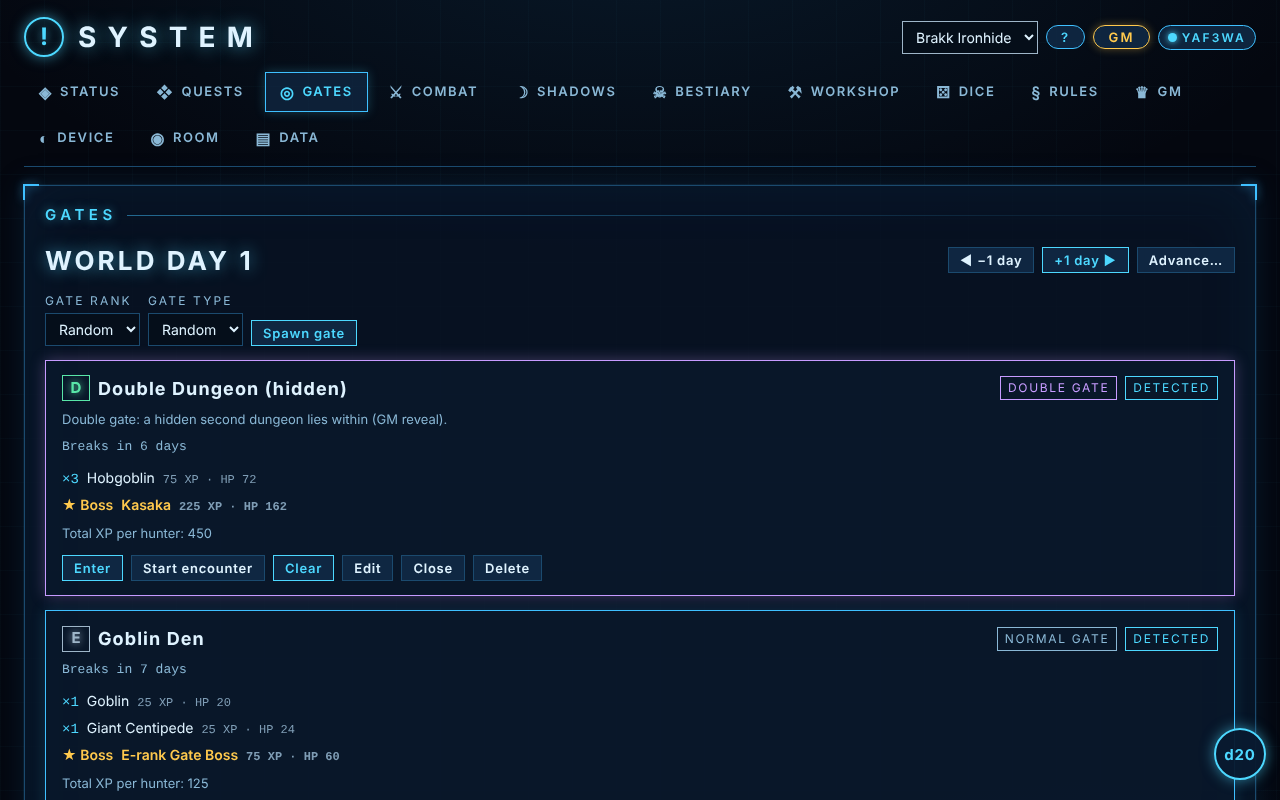 ! SYSTEM
Brakk Ironhide
?
GM
YAF3WA
STATUS
QUESTS
GATES
COMBAT
SHADOWS
BESTIARY
WORKSHOP
DICE
§ RULES
GM
DEVICE
ROOM
DATA
GATES
WORLD DAY 1
◀ −1 day
+1 day ▶
Advance...
GATE RANK
GATE TYPE
Random
Random
Spawn gate
D Double Dungeon (hidden)
DOUBLE GATE
DETECTED
Double gate: a hidden second dungeon lies within (GM reveal).
Breaks in 6 days
×3 Hobgoblin 75 XP · HP 72
★ Boss Kasaka 225 XP · HP 162
Total XP per hunter: 450
Enter
Start encounter
Clear
Edit
Close
Delete
E Goblin Den
NORMAL GATE
DETECTED
Breaks in 7 days
×1 Goblin 25 XP · HP 20
×1 Giant Centipede 25 XP · HP 24
★ Boss E-rank Gate Boss 75 XP · HP 60
Total XP per hunter: 125
d20